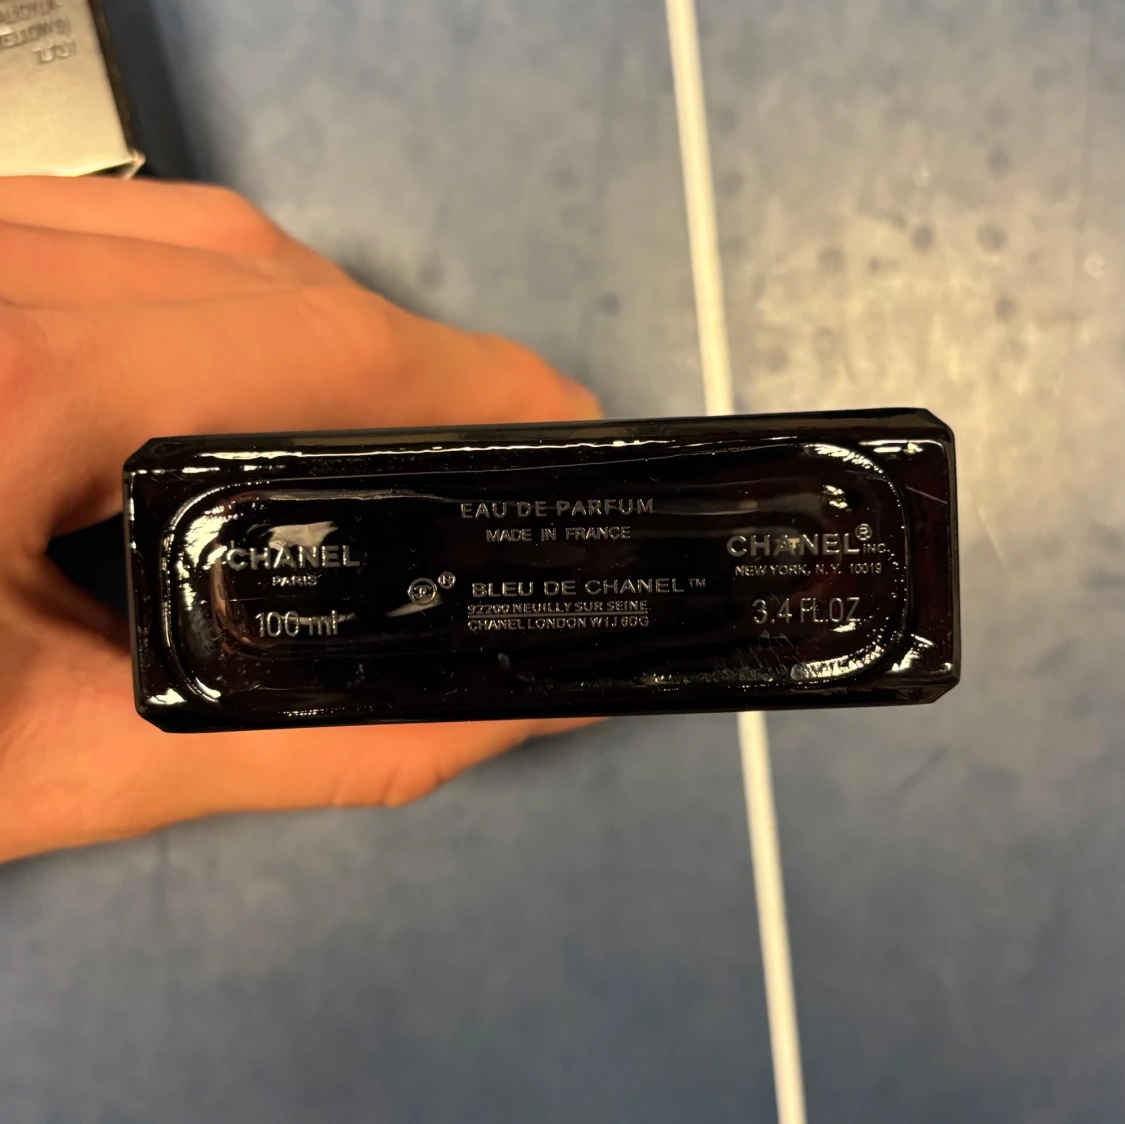 EAU DE PARFUM
MADE IN FRANCE
CHANEL
PARIS
100 ml
BLEU DE CHANEL™
92200 NEUILLY SUR SEINE
CHANEL LONDON W1J 6DG
CHANEL® INC.
NEW YORK, N.Y. 10019
3.4 FL.OZ